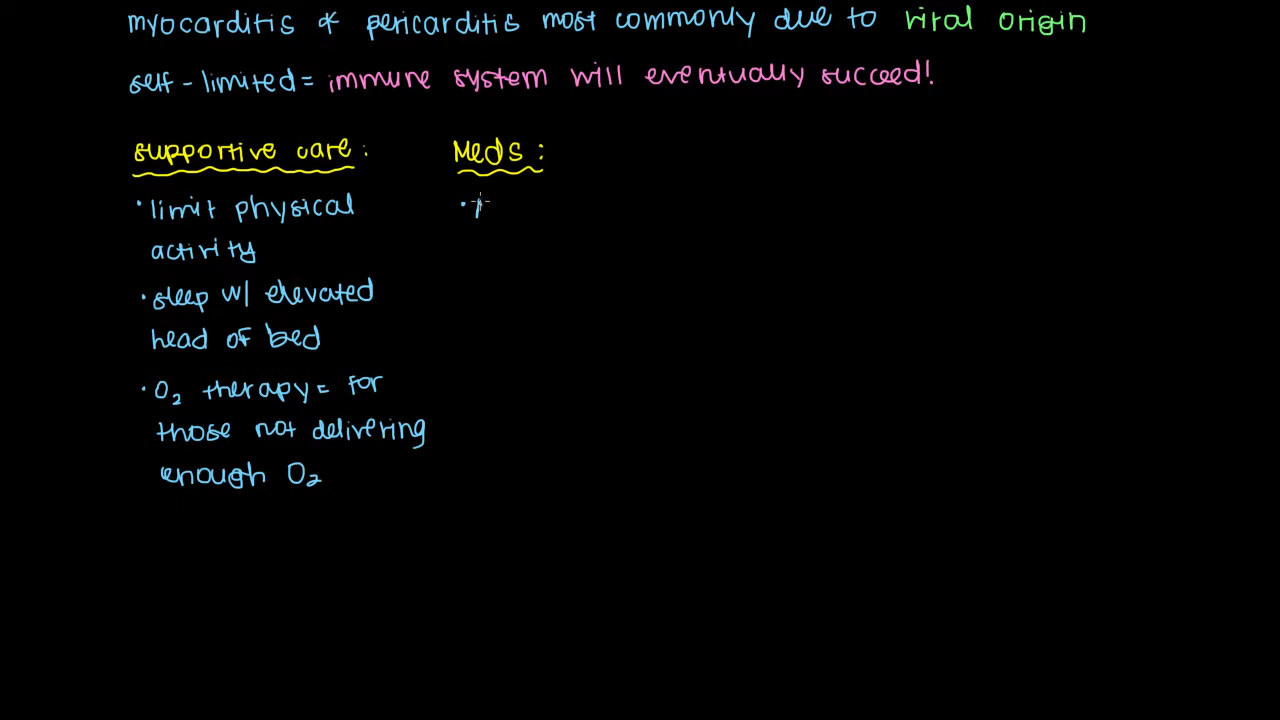 myocarditis & pericarditis most commonly due to viral origin
self-limited = immune system will eventually succeed!
supportive care:
• limit physical
activity
• sleep w/ elevated
head of bed
• O₂ therapy = for
those not delivering
enough O₂
Meds:
•